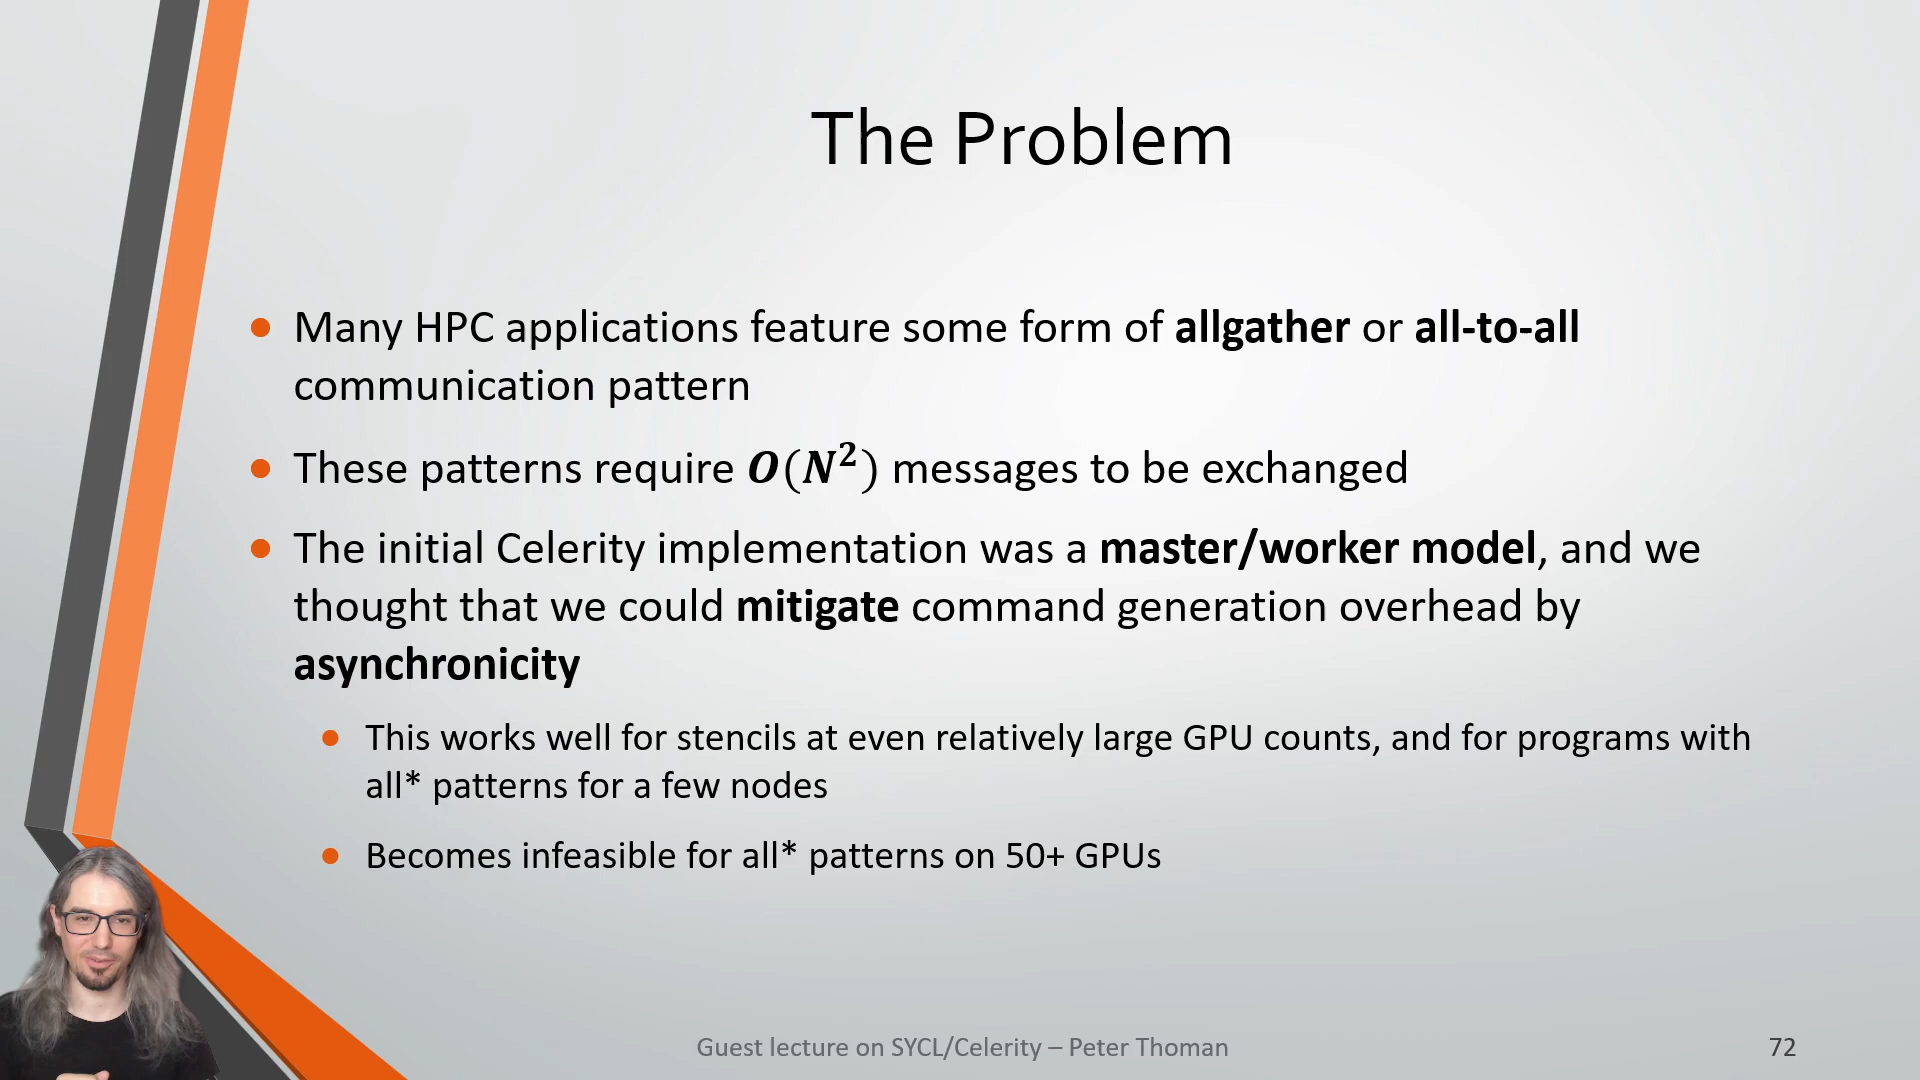 The Problem
Many HPC applications feature some form of allgather or all-to-all
communication pattern
These patterns require O(N²) messages to be exchanged
The initial Celerity implementation was a master/worker model, and we
thought that we could mitigate command generation overhead by
asynchronicity
This works well for stencils at even relatively large GPU counts, and for programs with
all* patterns for a few nodes
Becomes infeasible for all* patterns on 50+ GPUs
Guest lecture on SYCL/Celerity – Peter Thoman
72